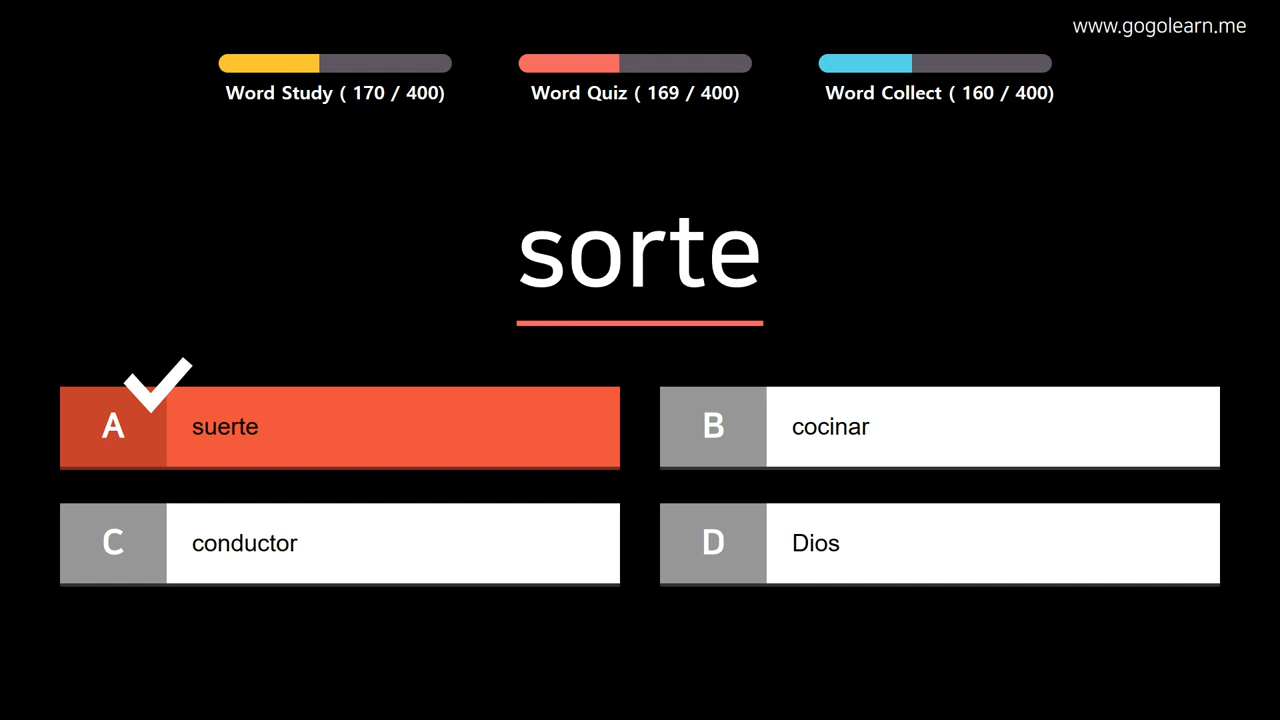 www.gogolearn.me
Word Study ( 170 / 400)
Word Quiz ( 169 / 400)
Word Collect ( 160 / 400)
sorte
A suerte
B cocinar
C conductor
D Dios